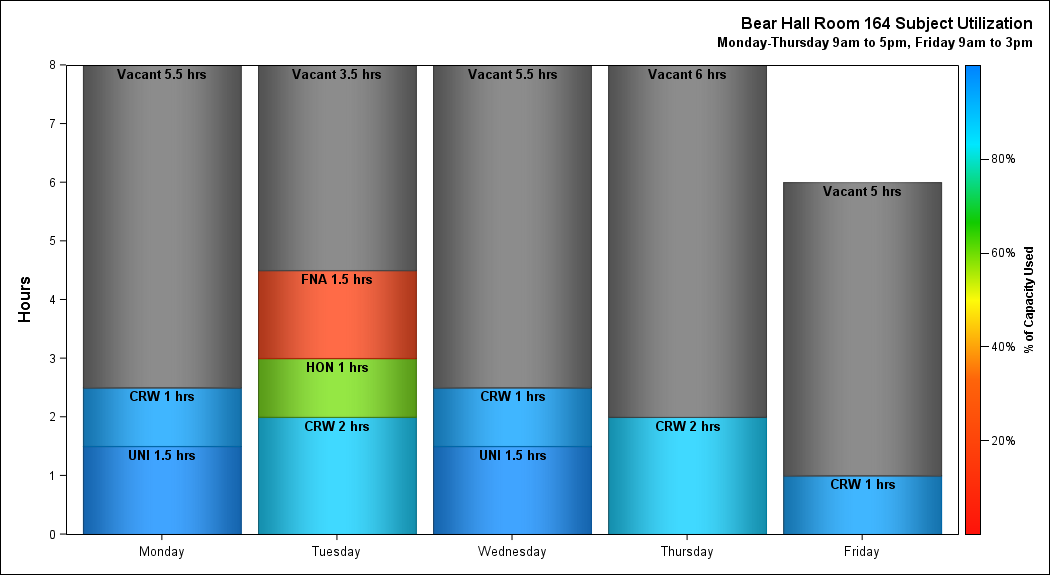 Bear Hall Room 164 Subject Utilization
Monday-Thursday 9am to 5pm, Friday 9am to 3pm
Hours
8
7
6
5
4
3
2
1
0
Vacant 5.5 hrs
CRW 1 hrs
UNI 1.5 hrs
Vacant 3.5 hrs
FNA 1.5 hrs
HON 1 hrs
CRW 2 hrs
Vacant 5.5 hrs
CRW 1 hrs
UNI 1.5 hrs
Vacant 6 hrs
CRW 2 hrs
Vacant 5 hrs
CRW 1 hrs
Monday
Tuesday
Wednesday
Thursday
Friday
80%
60%
40%
20%
% of Capacity Used